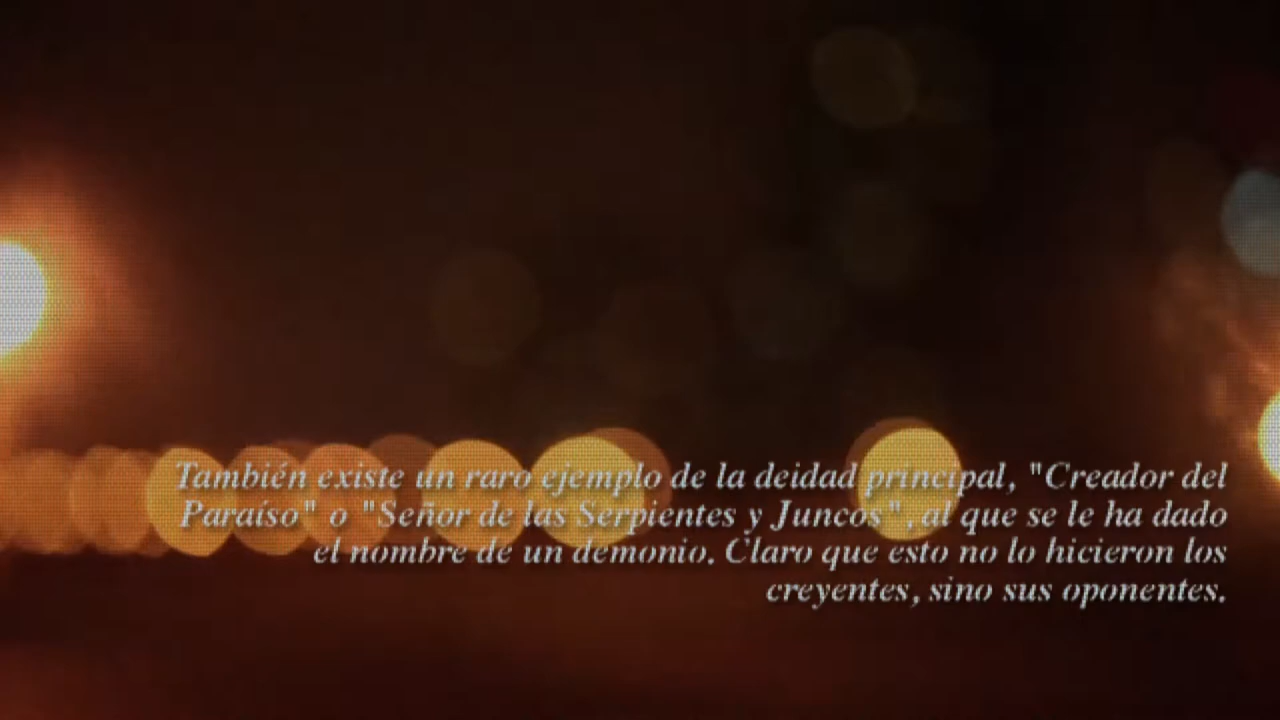 También existe un raro ejemplo de la deidad principal, "Creador del
Paraíso" o "Señor de las Serpientes y Juncos", al que se le ha dado
el nombre de un demonio. Claro que esto no lo hicieron los
creyentes, sino sus oponentes.